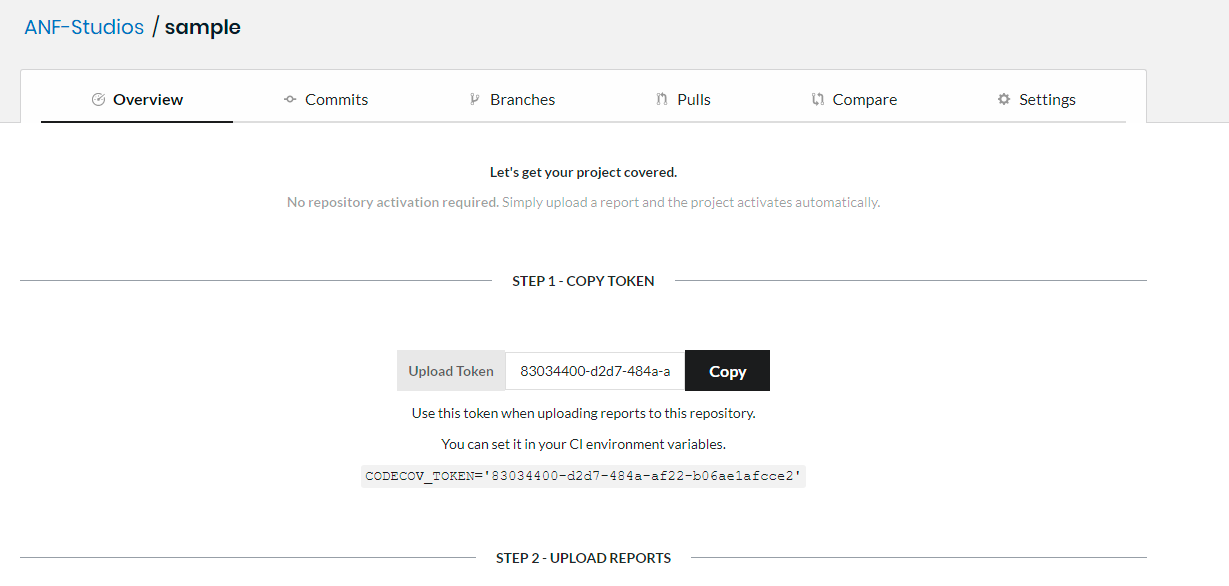 ANF-Studios / sample
Overview Commits Branches Pulls Compare Settings
Let's get your project covered.
No repository activation required. Simply upload a report and the project activates automatically.
STEP 1 - COPY TOKEN
Upload Token 83034400-d2d7-484a-a Copy
Use this token when uploading reports to this repository.
You can set it in your CI environment variables.
CODECOV_TOKEN='83034400-d2d7-484a-af22-b06ae1afcce2'
STEP 2 - UPLOAD REPORTS